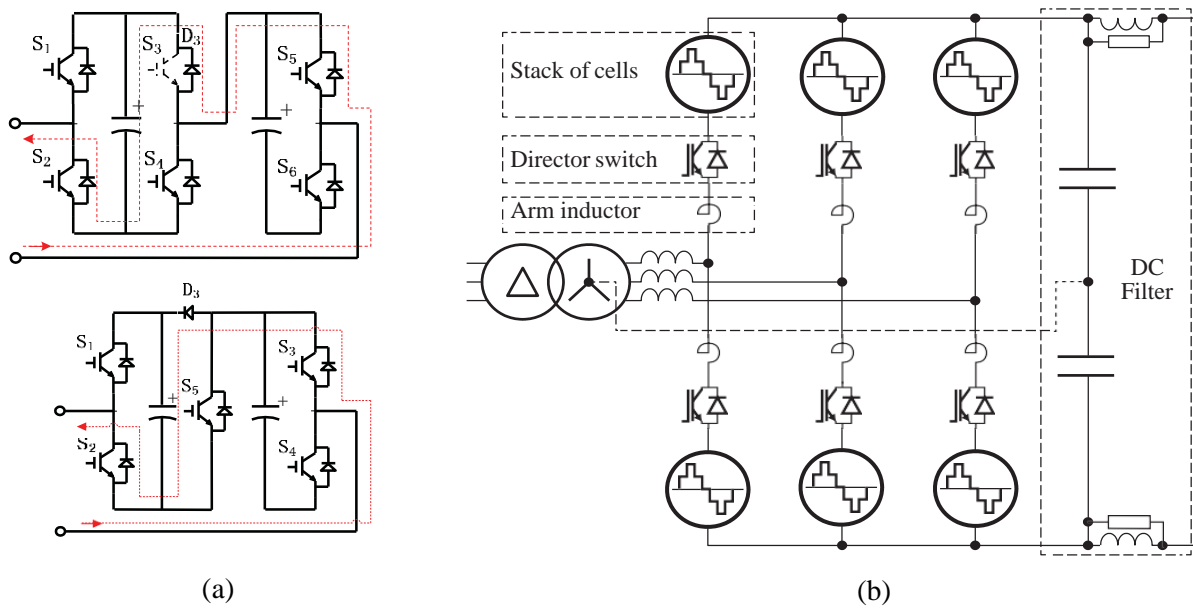 S1
S3
D3
S5
S2
S4
S6
+
+
D3
S1
S5
S3
S2
S4
+
+
(a)
Stack of cells
Director switch
Arm inductor
DC
Filter
(b)